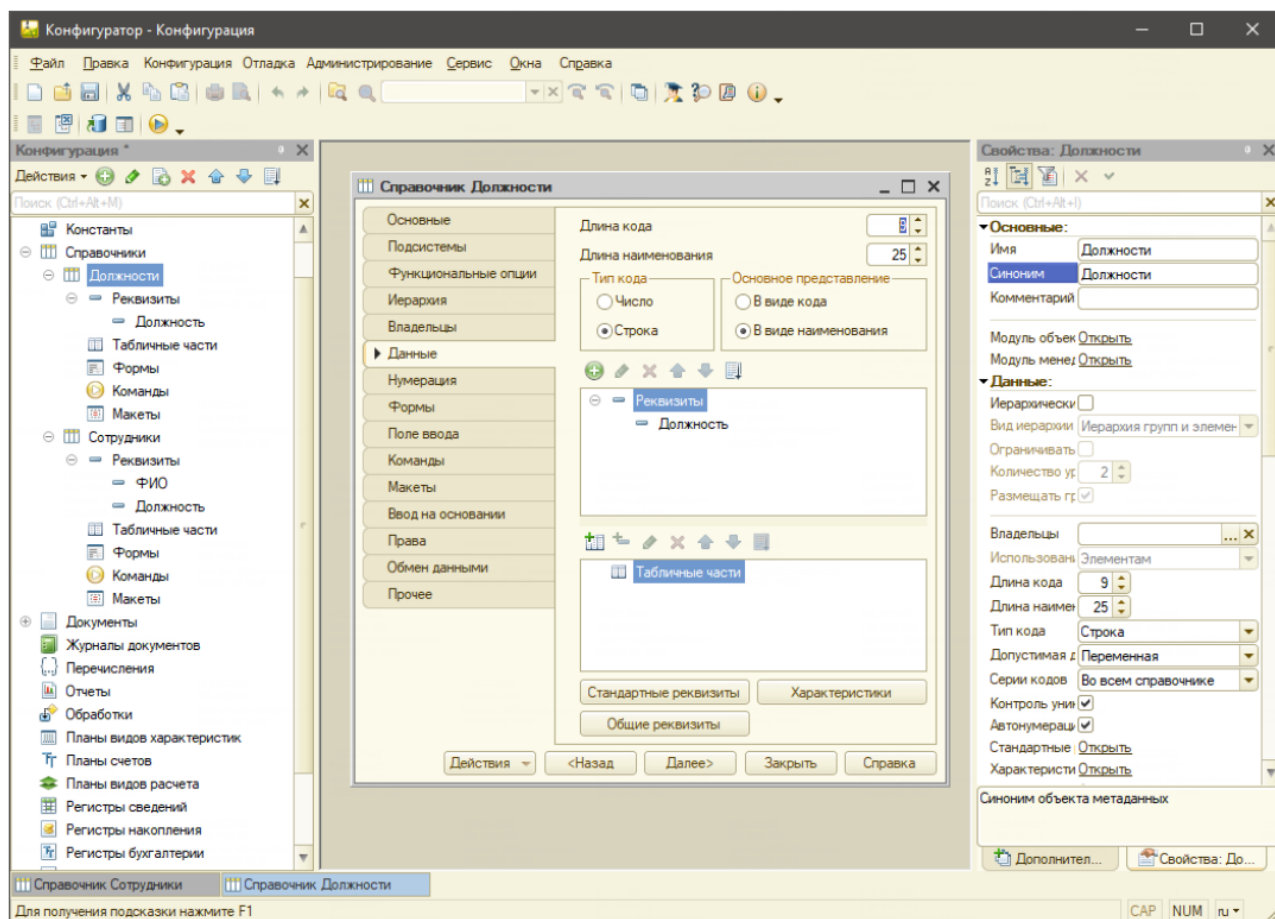 Конфигуратор - Конфигурация
Файл Правка Конфигурация Отладка Администрирование Сервис Окна Справка
Конфигурация *
Действия
Поиск (Ctrl+Alt+M)
Константы
Справочники
Должности
Реквизиты
Должность
Табличные части
Формы
Команды
Макеты
Сотрудники
Реквизиты
ФИО
Должность
Табличные части
Формы
Команды
Макеты
Документы
Журналы документов
Перечисления
Отчеты
Обработки
Планы видов характеристик
Планы счетов
Планы видов расчета
Регистры сведений
Регистры накопления
Регистры бухгалтерии
Справочник Должности
Основные
Подсистемы
Функциональные опции
Иерархия
Владельцы
Данные
Нумерация
Формы
Поле ввода
Команды
Макеты
Ввод на основании
Права
Обмен данными
Прочее
Длина кода 9
Длина наименования 25
Тип кода
Число
Строка
Основное представление
В виде кода
В виде наименования
Реквизиты
Должность
Табличные части
Стандартные реквизиты Характеристики
Общие реквизиты
Действия <Назад Далее> Закрыть Справка
Свойства: Должности
Поиск (Ctrl+Alt+I)
Основные:
Имя Должности
Синоним Должности
Комментарий
Модуль объек Открыть
Модуль менед Открыть
Данные:
Иерархически
Вид иерархии Иерархия групп и элемен
Ограничивать
Количество ур 2
Размещать гр
Владельцы ...
Использовани Элементам
Длина кода 9
Длина наимен 25
Тип кода Строка
Допустимая д Переменная
Серии кодов Во всем справочнике
Контроль уник
Автонумераци
Стандартные Открыть
Характеристи Открыть
Синоним объекта метаданных
Дополнител... Свойства: До...
Справочник Сотрудники Справочник Должности
Для получения подсказки нажмите F1 CAP NUM ru